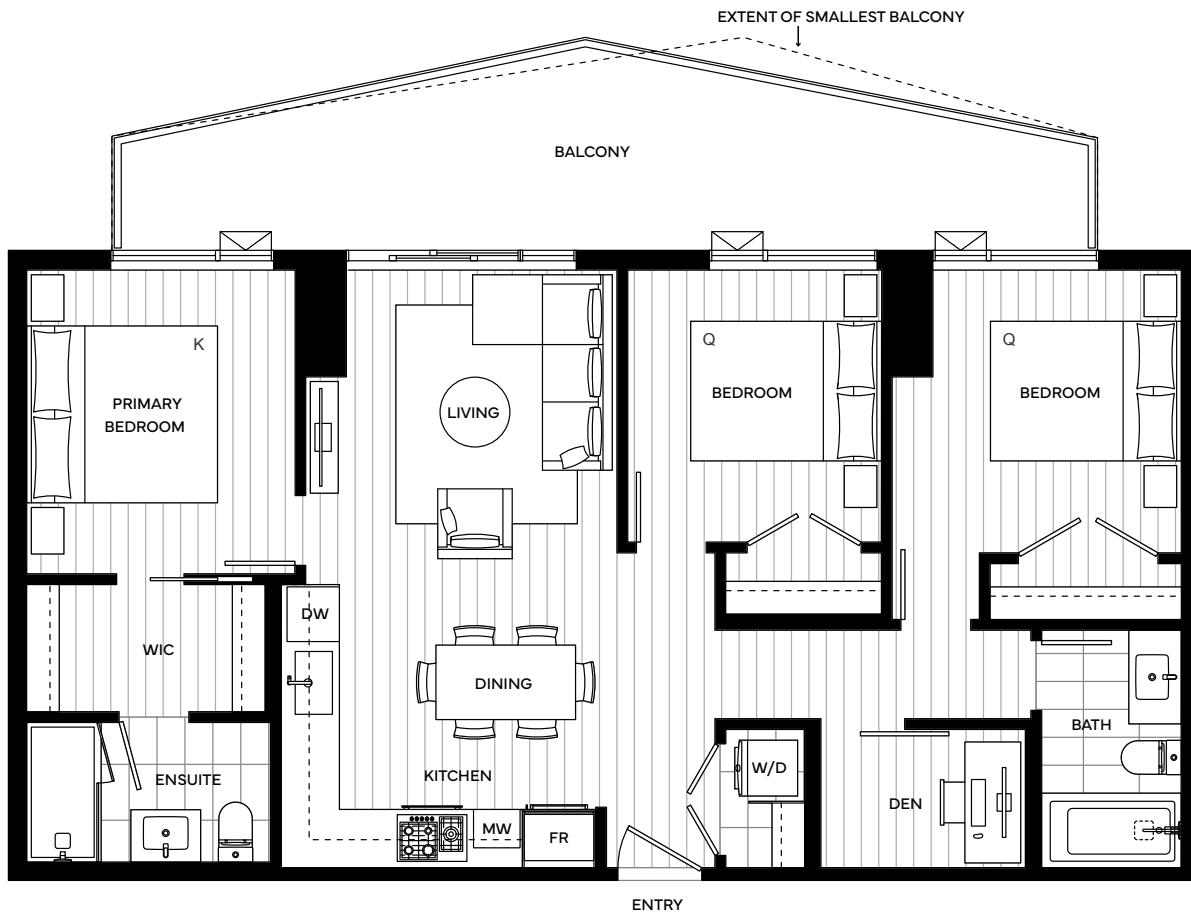 EXTENT OF SMALLEST BALCONY
BALCONY
K
PRIMARY
BEDROOM
LIVING
Q
BEDROOM
Q
BEDROOM
DW
WIC
DINING
BATH
ENSUITE
KITCHEN
W/D
DEN
MW
FR
ENTRY